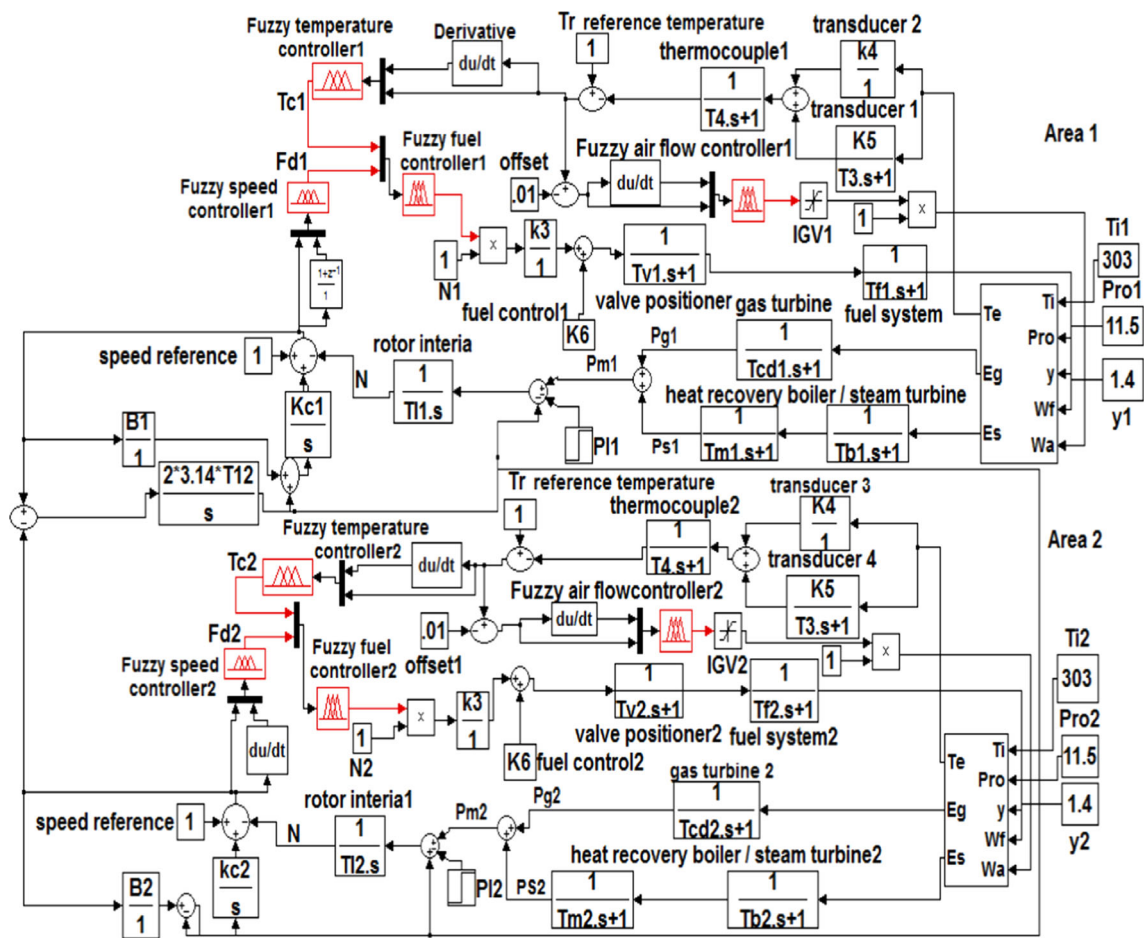 Fuzzy temperature
controller1
Derivative
du/dt
Tr reference temperature
1
thermocouple1
1
T4.s+1
transducer 2
k4
1
transducer 1
K5
T3.s+1
Area 1
Tc1
Fd1
Fuzzy speed
controller1
Fuzzy fuel
controller1
offset
.01
Fuzzy air flow controller1
du/dt
IGV1
1
x
Ti1
303
Pro1
11.5
1.4
y1
1+z-1
1
1
N1
x
k3
1
fuel control1
K6
1
Tv1.s+1
valve positioner
1
Tf1.s+1
fuel system
gas turbine
Te
Ti
Pro
Eg
y
Wf
Es
Wa
speed reference
1
N
rotor interia
1
Tl1.s
Pm1
Pg1
1
Tcd1.s+1
heat recovery boiler / steam turbine
Ps1
1
Tm1.s+1
1
Tb1.s+1
Pl1
Kc1
s
B1
1
2*3.14*T12
s
Tr reference temperature
1
thermocouple2
1
T4.s+1
transducer 3
K4
1
transducer 4
K5
T3.s+1
Area 2
Fuzzy temperature
controller2
du/dt
Tc2
Fd2
Fuzzy speed
controller2
Fuzzy fuel
controller2
.01
offset1
Fuzzy air flowcontroller2
du/dt
IGV2
1
x
Ti2
303
Pro2
11.5
1.4
y2
du/dt
1
N2
x
k3
1
K6
fuel control2
1
Tv2.s+1
valve positioner2
1
Tf2.s+1
fuel system2
gas turbine 2
Te
Ti
Pro
Eg
y
Wf
Es
Wa
speed reference
1
N
rotor interia1
1
Tl2.s
Pm2
Pg2
1
Tcd2.s+1
heat recovery boiler / steam turbine2
PS2
1
Tm2.s+1
1
Tb2.s+1
Pl2
kc2
s
B2
1